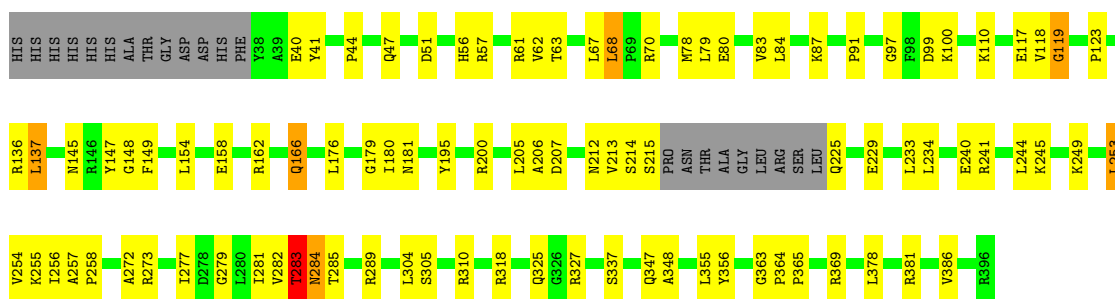 HIS HIS HIS HIS HIS HIS ALA THR GLY ASP ASP HIS PHE Y38 A39 E40 Y41 P44 Q47 D51 H56 R57 R61 V62 T63 L67 L68 P69 R70 M78 L79 E80 V83 L84 K87 P91 G97 F98 D99 K100 K110 E117 V118 G119 P123
R136 L137 N145 R146 Y147 G148 F149 L154 E158 R162 Q166 L176 G179 I180 N181 Y195 R200 L205 A206 D207 N212 V213 S214 S215 PRO ASN THR ALA GLY LEU ARG SER LEU Q225 E229 L233 L234 E240 R241 L244 K245 K249 L253
V254 K255 I256 A257 P258 A272 R273 I277 D278 G279 L280 I281 V282 T283 N284 T285 R289 L304 S305 R310 R318 Q325 G326 R327 S337 Q347 A348 L355 Y356 G363 P364 P365 R369 L378 R381 V386 R396